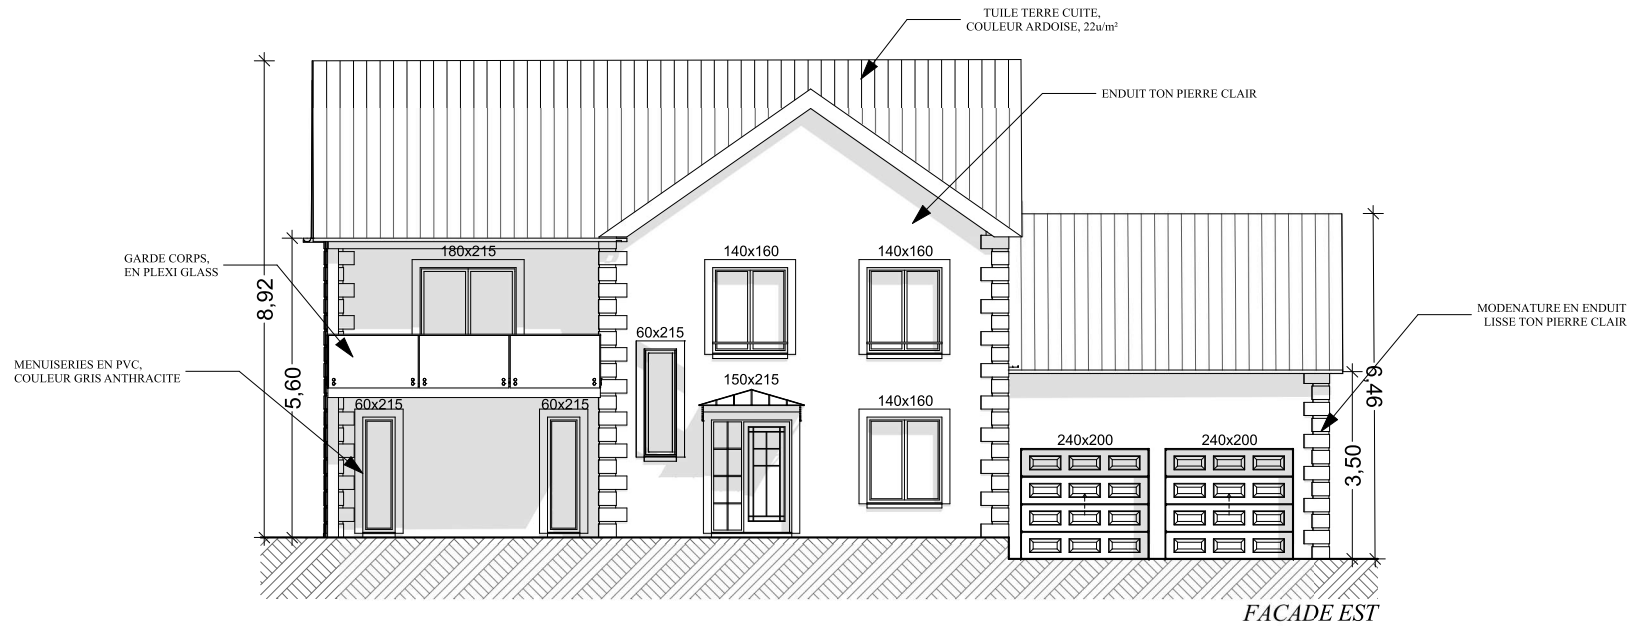 TUILE TERRE CUITE,
COULEUR ARDOISE, 22u/m²
ENDUIT TON PIERRE CLAIR
GARDE CORPS,
EN PLEXI GLASS
MENUISERIES EN PVC,
COULEUR GRIS ANTHRACITE
MODENATURE EN ENDUIT
LISSE TON PIERRE CLAIR
8,92
5,60
180x215
140x160
140x160
60x215
150x215
60x215
60x215
140x160
240x200
240x200
3,50
6,46
FACADE EST